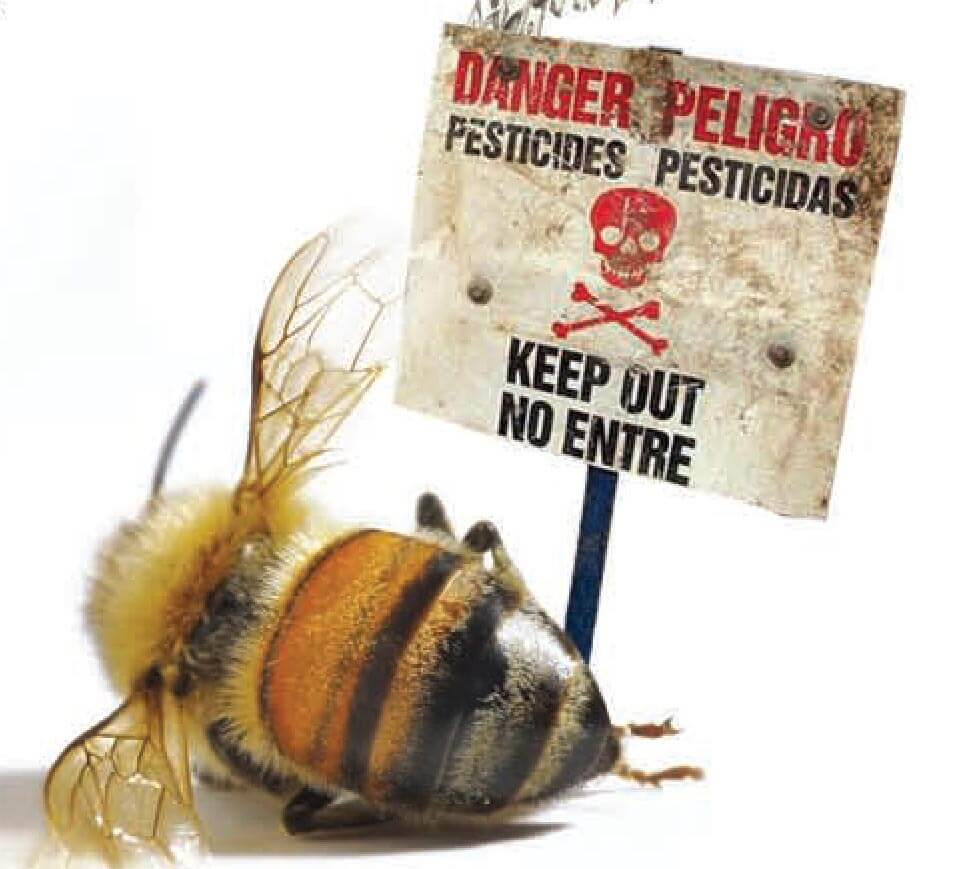 DANGER PELIGRO
PESTICIDES PESTICIDAS
KEEP OUT
NO ENTRE